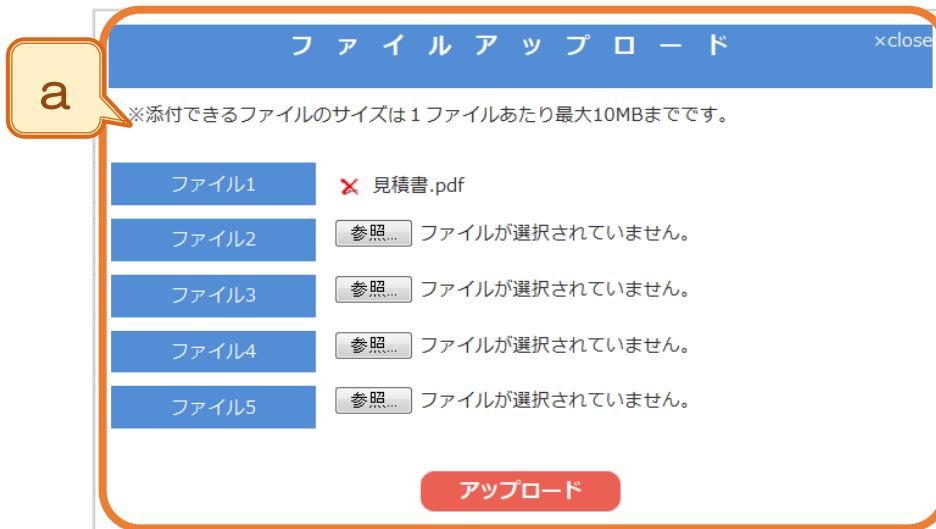 ファイルアップロード ×close
a
※添付できるファイルのサイズは１ファイルあたり最大10MBまでです。
ファイル1 見積書.pdf
ファイル2 参照... ファイルが選択されていません。
ファイル3 参照... ファイルが選択されていません。
ファイル4 参照... ファイルが選択されていません。
ファイル5 参照... ファイルが選択されていません。
アップロード